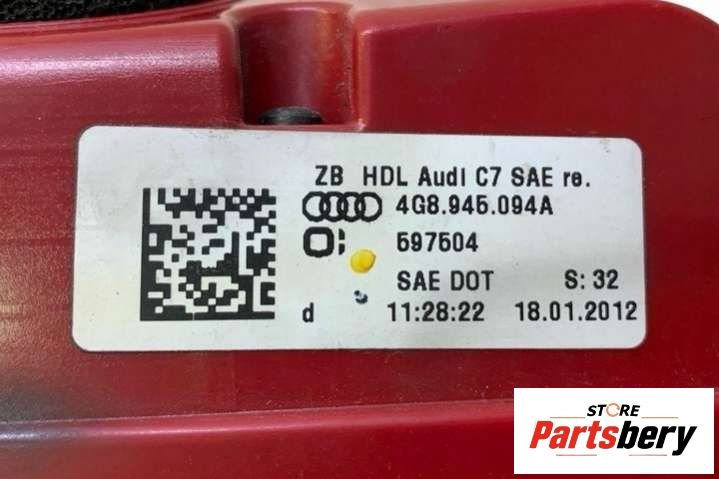 ZB HDL Audi C7 SAE re.
4G8.945.094A
597504
SAE DOT S: 32
d 11:28:22 18.01.2012
STORE
Partsbery